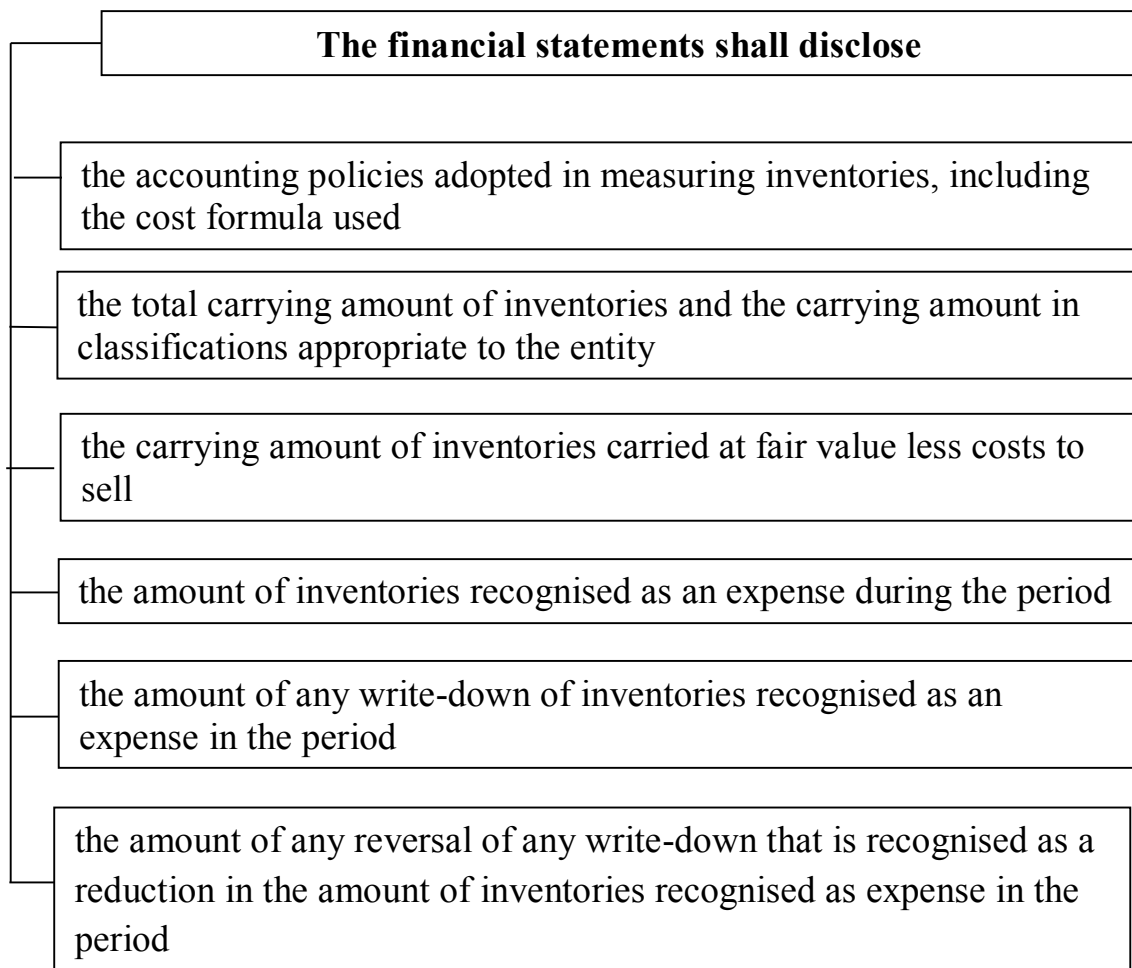 The financial statements shall disclose
the accounting policies adopted in measuring inventories, including
the cost formula used
the total carrying amount of inventories and the carrying amount in
classifications appropriate to the entity
the carrying amount of inventories carried at fair value less costs to
sell
the amount of inventories recognised as an expense during the period
the amount of any write-down of inventories recognised as an
expense in the period
the amount of any reversal of any write-down that is recognised as a
reduction in the amount of inventories recognised as expense in the
period